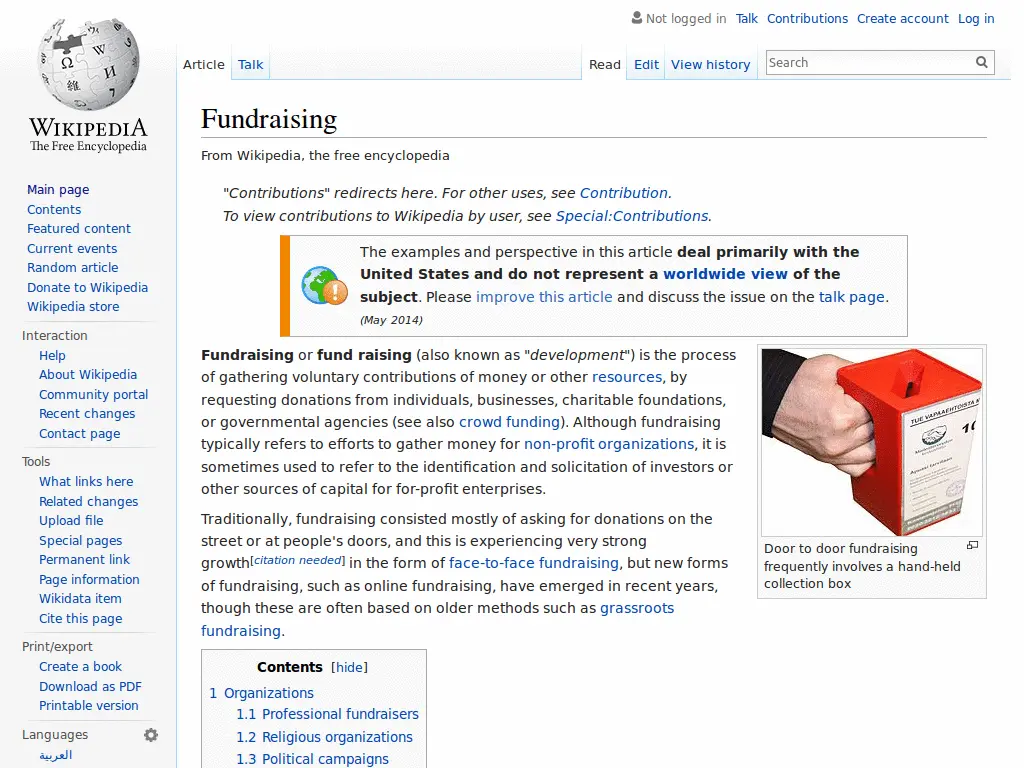 Not logged in Talk Contributions Create account Log in
Article Talk Read Edit View history Search
WIKIPEDIA
The Free Encyclopedia
Main page
Contents
Featured content
Current events
Random article
Donate to Wikipedia
Wikipedia store
Interaction
Help
About Wikipedia
Community portal
Recent changes
Contact page
Tools
What links here
Related changes
Upload file
Special pages
Permanent link
Page information
Wikidata item
Cite this page
Print/export
Create a book
Download as PDF
Printable version
Languages
العربية
Fundraising
From Wikipedia, the free encyclopedia
"Contributions" redirects here. For other uses, see Contribution.
To view contributions to Wikipedia by user, see Special:Contributions.
The examples and perspective in this article deal primarily with the
United States and do not represent a worldwide view of the
subject. Please improve this article and discuss the issue on the talk page.
(May 2014)
Fundraising or fund raising (also known as "development") is the process
of gathering voluntary contributions of money or other resources, by
requesting donations from individuals, businesses, charitable foundations,
or governmental agencies (see also crowd funding). Although fundraising
typically refers to efforts to gather money for non-profit organizations, it is
sometimes used to refer to the identification and solicitation of investors or
other sources of capital for for-profit enterprises.
Traditionally, fundraising consisted mostly of asking for donations on the
street or at people's doors, and this is experiencing very strong
growth[citation needed] in the form of face-to-face fundraising, but new forms
of fundraising, such as online fundraising, have emerged in recent years,
though these are often based on older methods such as grassroots
fundraising.
TUE VAPAAEHTOISTA
Door to door fundraising
frequently involves a hand-held
collection box
Contents [hide]
1 Organizations
1.1 Professional fundraisers
1.2 Religious organizations
1.3 Political campaigns